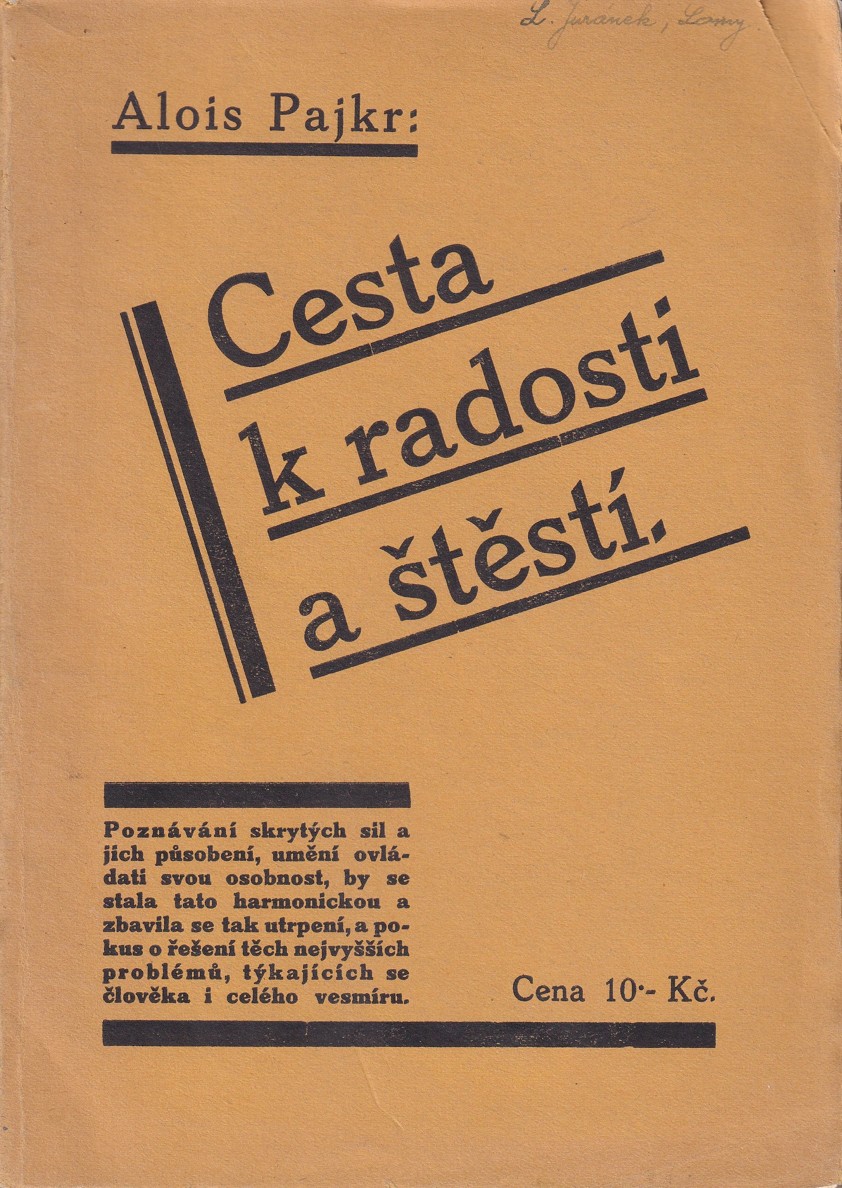 L. Juránek, Lomy.
Alois Pajkr:
Cesta
k radosti
a štěstí.
Poznávání skrytých sil a
jich působení, umění ovlá-
dati svou osobnost, by se
stala tato harmonickou a
zbavila se tak utrpení, a po-
kus o řešení těch nejvyšších
problémů, týkajících se
člověka i celého vesmíru.
Cena 10·- Kč.